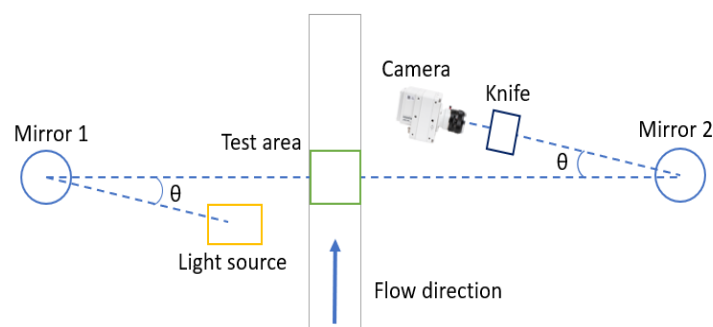 Camera
Knife
Mirror 1
Test area
Mirror 2
θ
θ
Light source
Flow direction